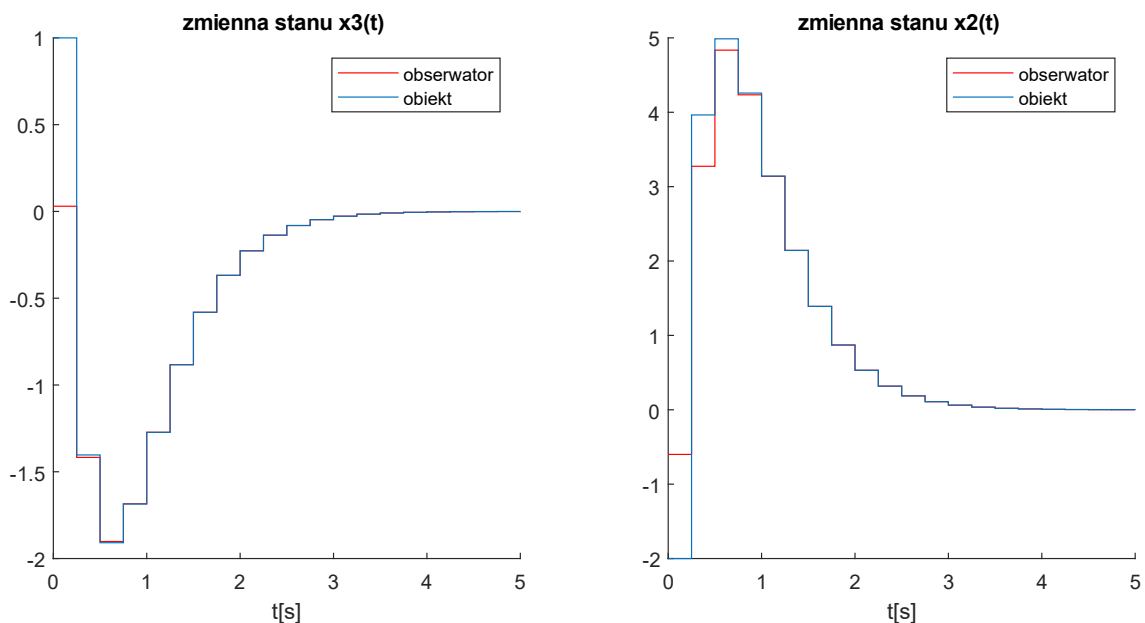 zmienna stanu x3(t)
1
0.5
0
-0.5
-1
-1.5
-2
obserwator
obiekt
0 1 2 3 4 5
t[s]
zmienna stanu x2(t)
5
4
3
2
1
0
-1
-2
obserwator
obiekt
0 1 2 3 4 5
t[s]